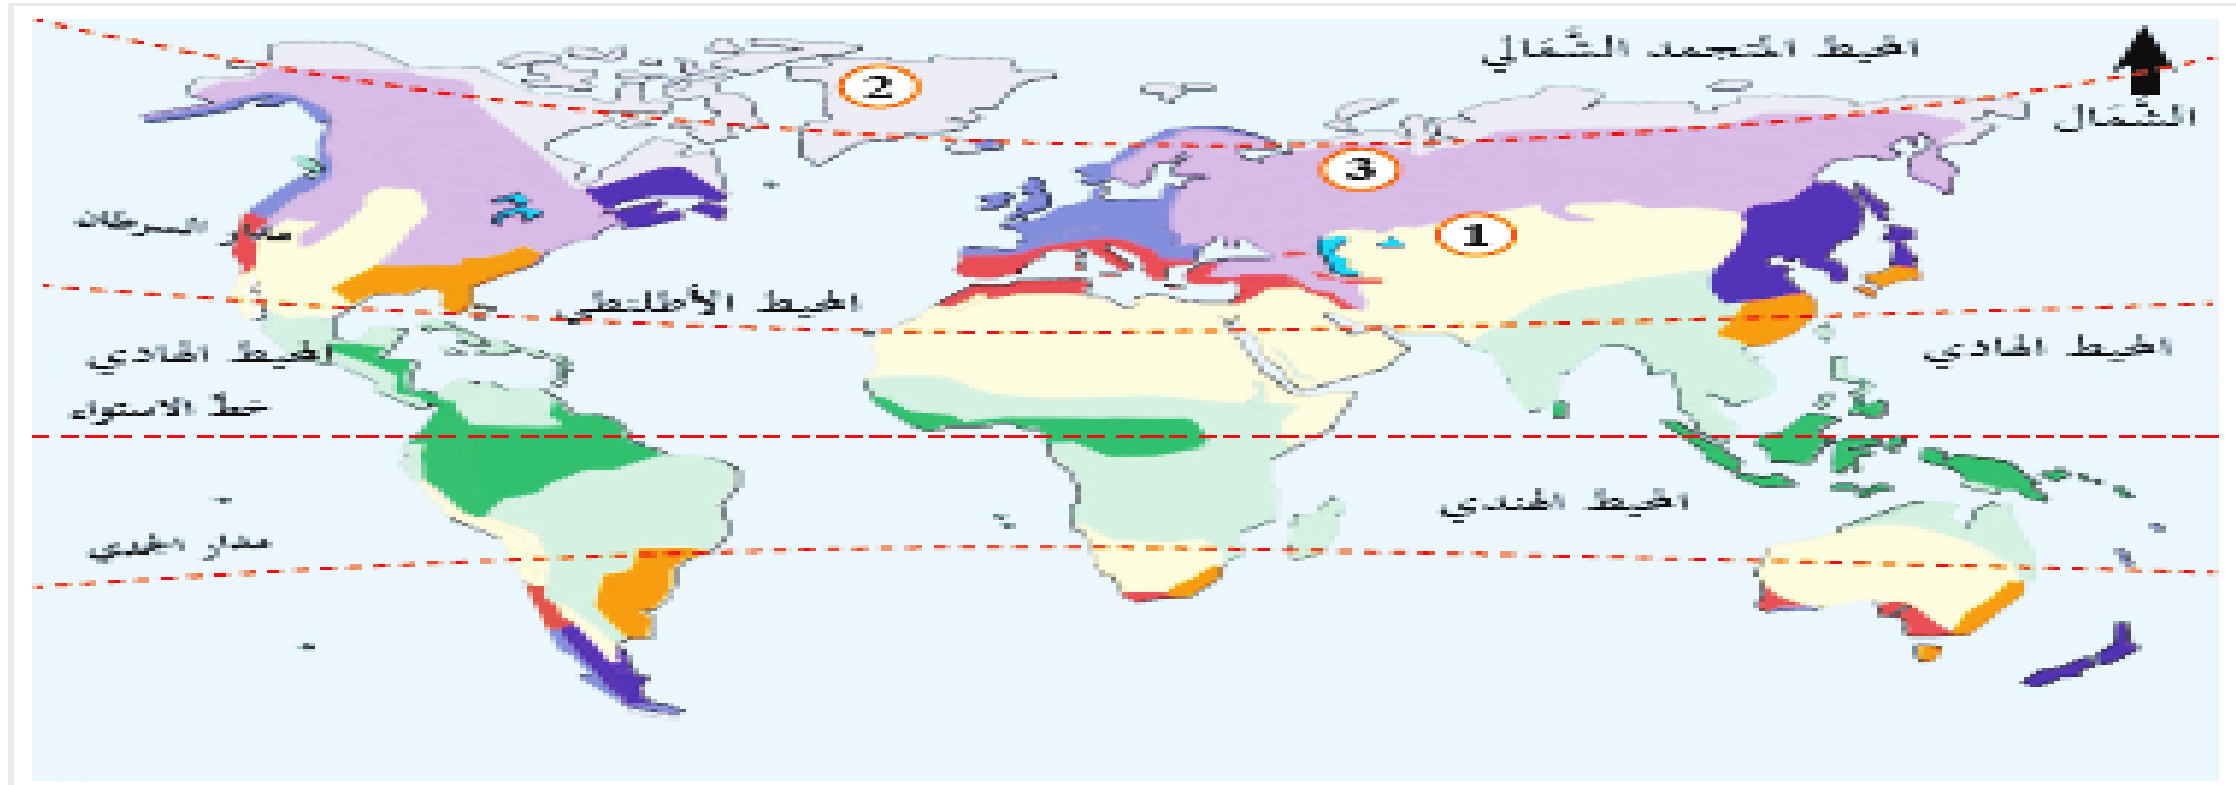 المحيط المتجمد الشمالي
2
الشمال
3
مدار السرطان
1
المحيط الأطلنطي
المحيط الهادي
المحيط الهادي
خط الاستواء
المحيط الهندي
مدار الجدي